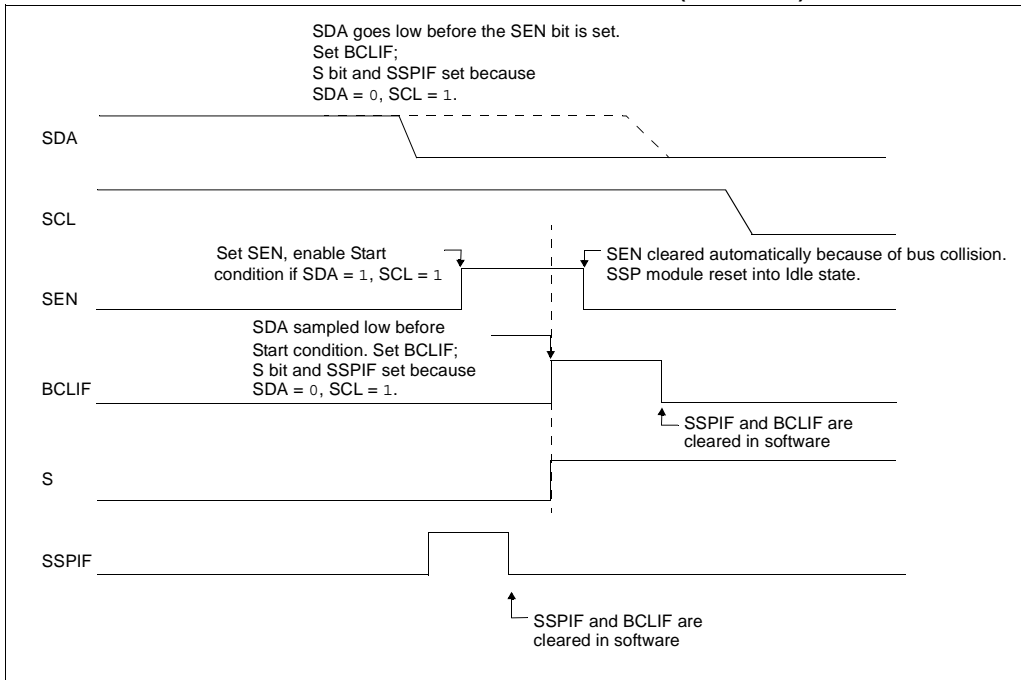 SDA goes low before the SEN bit is set.
Set BCLIF;
S bit and SSPIF set because
SDA = 0, SCL = 1.
SDA
SCL
Set SEN, enable Start
condition if SDA = 1, SCL = 1
SEN cleared automatically because of bus collision.
SSP module reset into Idle state.
SEN
SDA sampled low before
Start condition. Set BCLIF;
S bit and SSPIF set because
SDA = 0, SCL = 1.
BCLIF
SSPIF and BCLIF are
cleared in software
S
SSPIF
SSPIF and BCLIF are
cleared in software